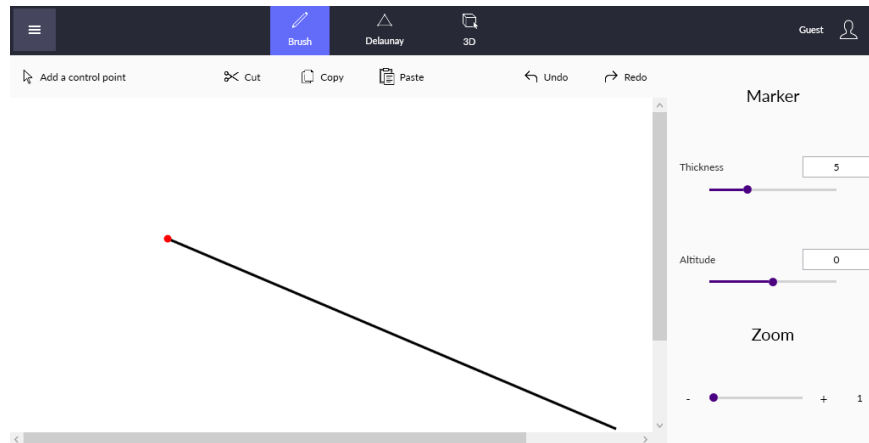 Brush
Delaunay
3D
Guest
Add a control point
Cut
Copy
Paste
Undo
Redo
Marker
Thickness
5
Altitude
0
Zoom
- + 1